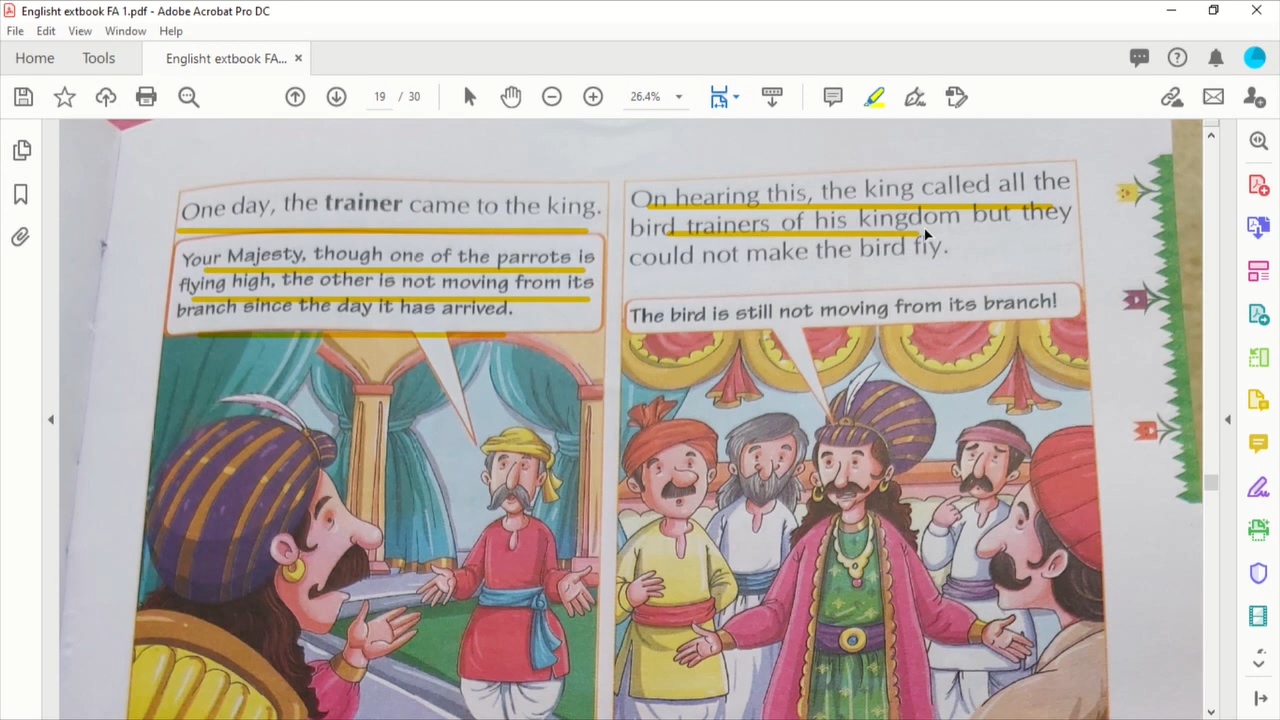 Englisht extbook FA 1.pdf - Adobe Acrobat Pro DC
File Edit View Window Help
Home Tools Englisht extbook FA...
19 / 30 26.4%
One day, the trainer came to the king.
Your Majesty, though one of the parrots is
flying high, the other is not moving from its
branch since the day it has arrived.
On hearing this, the king called all the
bird trainers of his kingdom but they
could not make the bird fly.
The bird is still not moving from its branch!